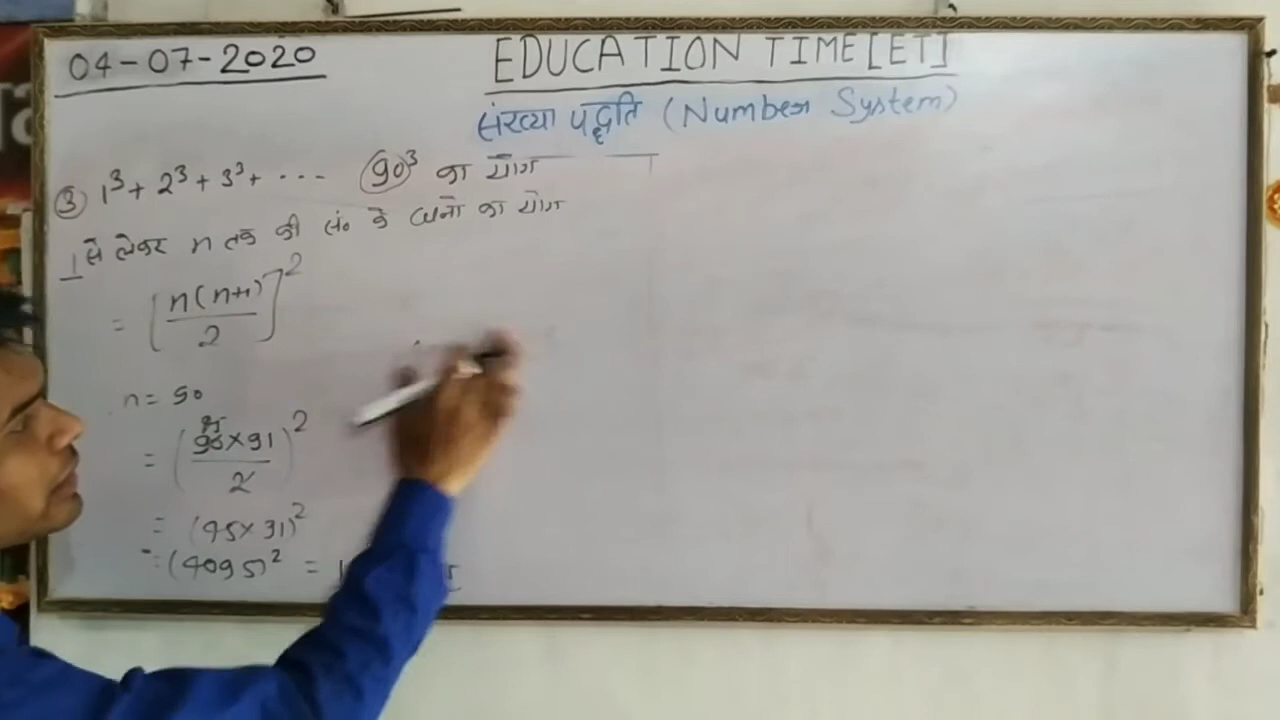 04-07-2020
EDUCATION TIME[ET]
संख्या पद्धति (Number System)
③ 1³ + 2³ + 3³ + ... 90³ का योग
1 से लेकर n तक की सं० के घनों का योग
= [n(n+1)/2]²
n = 90
= (90×91/2)²
= (45×91)²
(4095)² =